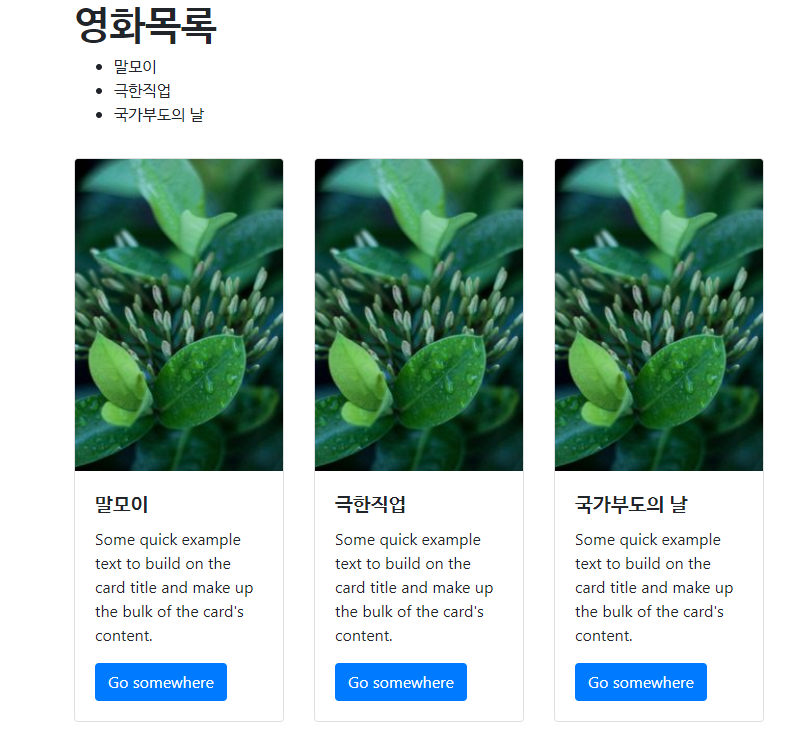 영화목록
말모이
극한직업
국가부도의 날
말모이
Some quick example
text to build on the
card title and make up
the bulk of the card's
content.
Go somewhere
극한직업
Some quick example
text to build on the
card title and make up
the bulk of the card's
content.
Go somewhere
국가부도의 날
Some quick example
text to build on the
card title and make up
the bulk of the card's
content.
Go somewhere